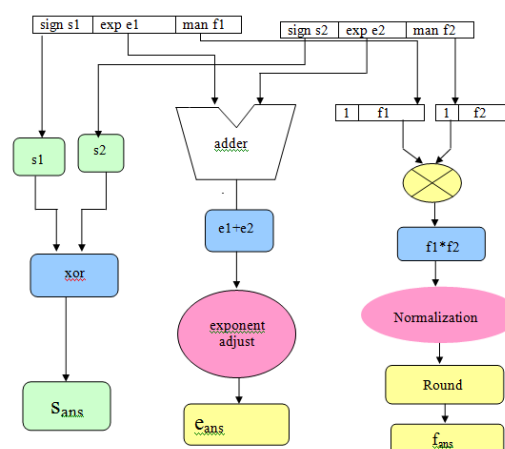 sign s1 exp e1 man f1
sign s2 exp e2 man f2
1 f1 1 f2
adder
s1
s2
e1+e2
f1*f2
xor
exponent
adjust
Normalization
Round
sans
eans
fans